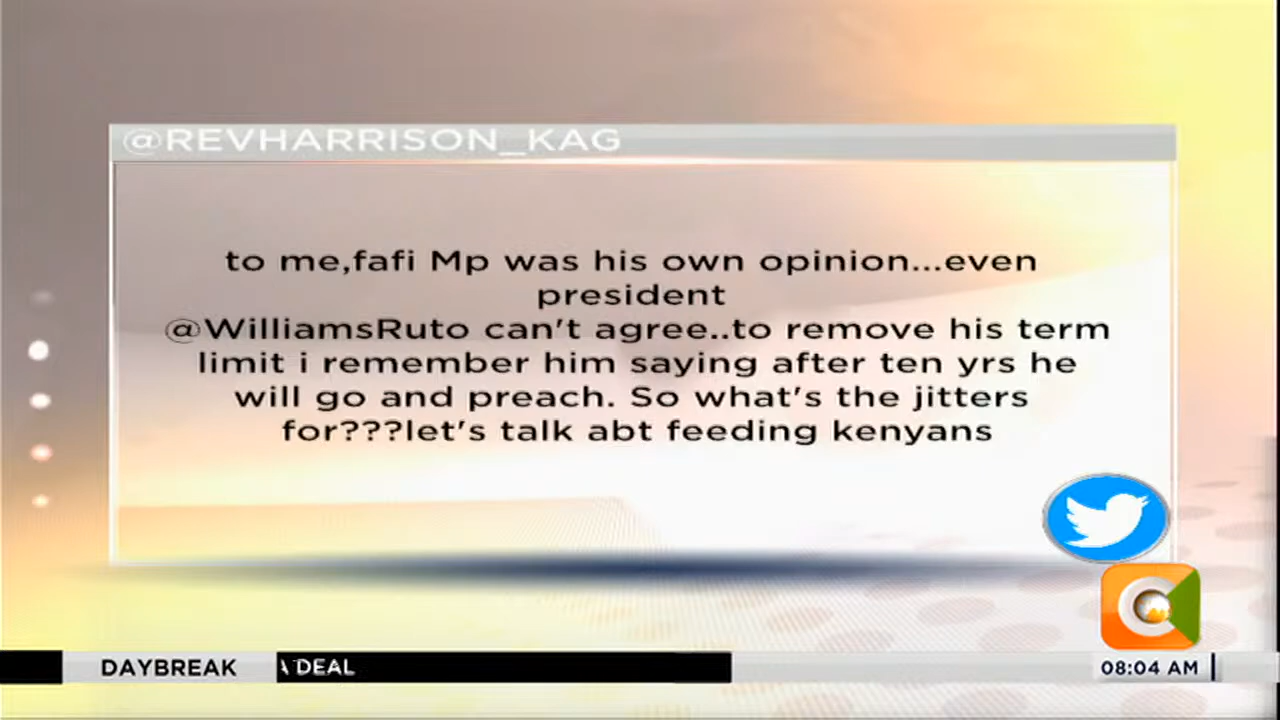 @REVHARRISON_KAG
to me,fafi Mp was his own opinion...even
president
@WilliamsRuto can't agree..to remove his term
limit i remember him saying after ten yrs he
will go and preach. So what's the jitters
for???let's talk abt feeding kenyans
DAYBREAK
DEAL
08:04 AM